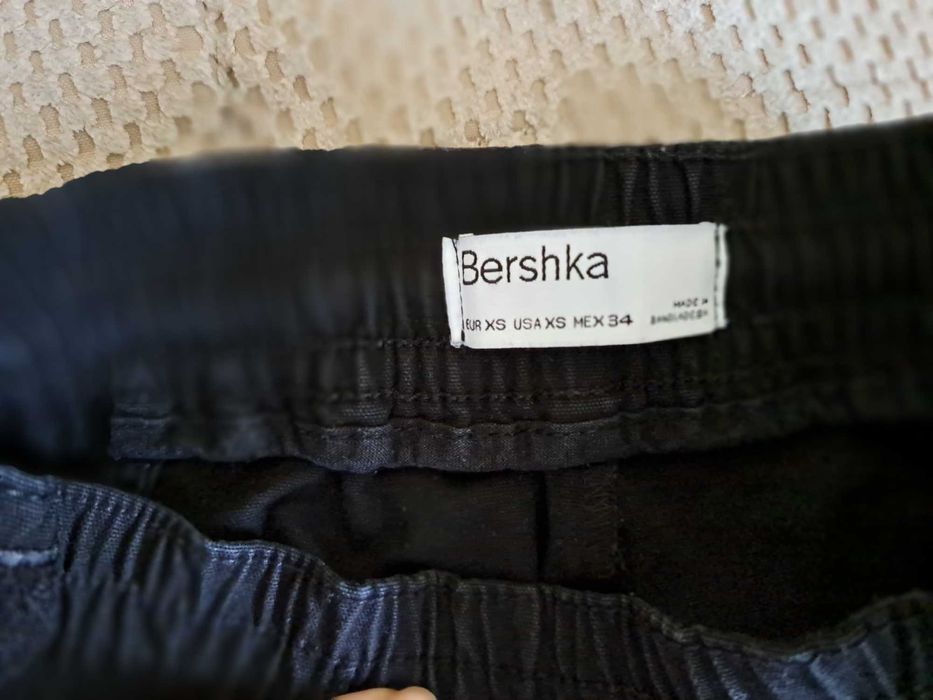 Bershka
EUR XS USA XS MEX 34
MADE IN
BANGLADESH